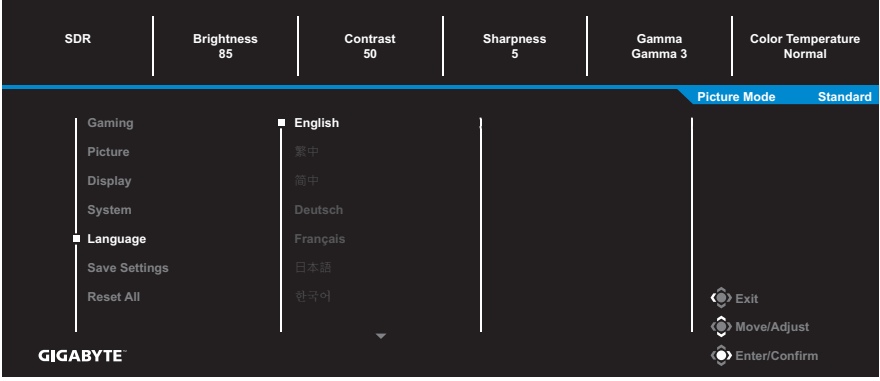 SDR
Brightness
85
Contrast
50
Sharpness
5
Gamma
Gamma 3
Color Temperature
Normal
Picture Mode Standard
Gaming
Picture
Display
System
Language
Save Settings
Reset All
English
繁中
简中
Deutsch
Français
日本語
한국어
Exit
Move/Adjust
Enter/Confirm
GIGABYTE™